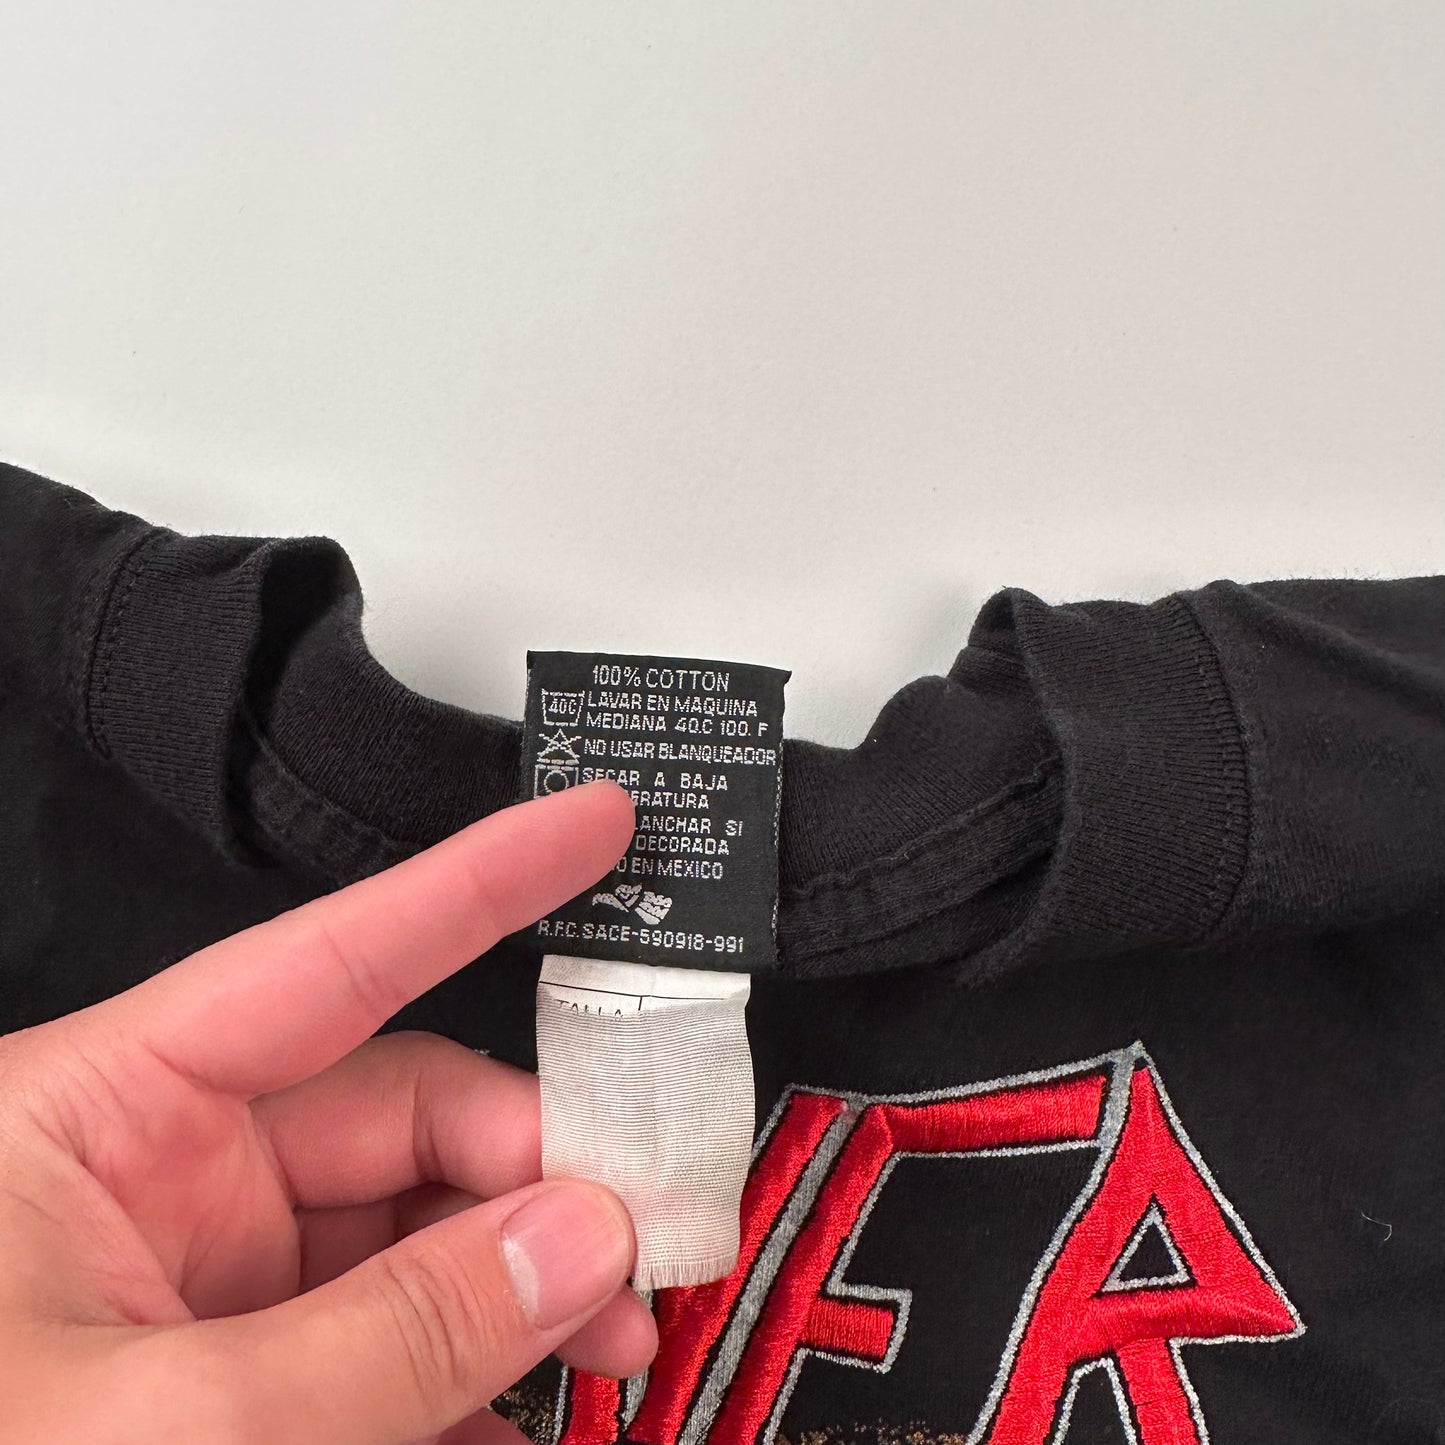 100% COTTON
40C LAVAR EN MAQUINA
MEDIANA 40.C 100. F
NO USAR BLANQUEADOR
SECAR A BAJA
ERATURA
LANCHAR SI
DECORADA
O EN MEXICO
R.F.C. SACE-590918-991
TALLA